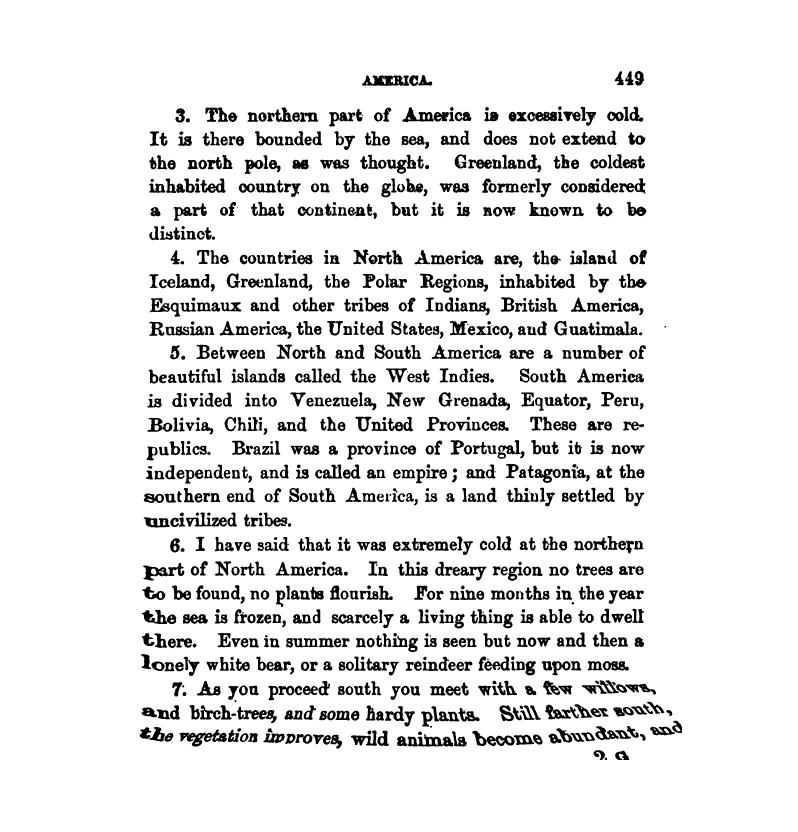 AMERICA. 449
3. The northern part of America is excessively cold.
It is there bounded by the sea, and does not extend to
the north pole, as was thought. Greenland, the coldest
inhabited country on the globe, was formerly considered
a part of that continent, but it is now known to be
distinct.
4. The countries in North America are, the island of
Iceland, Greenland, the Polar Regions, inhabited by the
Esquimaux and other tribes of Indians, British America,
Russian America, the United States, Mexico, and Guatimala.
5. Between North and South America are a number of
beautiful islands called the West Indies. South America
is divided into Venezuela, New Grenada, Equator, Peru,
Bolivia, Chili, and the United Provinces. These are re-
publics. Brazil was a province of Portugal, but it is now
independent, and is called an empire; and Patagonia, at the
southern end of South America, is a land thinly settled by
uncivilized tribes.
6. I have said that it was extremely cold at the northern
part of North America. In this dreary region no trees are
to be found, no plants flourish. For nine months in the year
the sea is frozen, and scarcely a living thing is able to dwell
there. Even in summer nothing is seen but now and then a
lonely white bear, or a solitary reindeer feeding upon moss.
7. As you proceed south you meet with a few willows,
and birch-trees, and some hardy plants. Still farther south,
the vegetation improves, wild animals become abundant, and
2 G